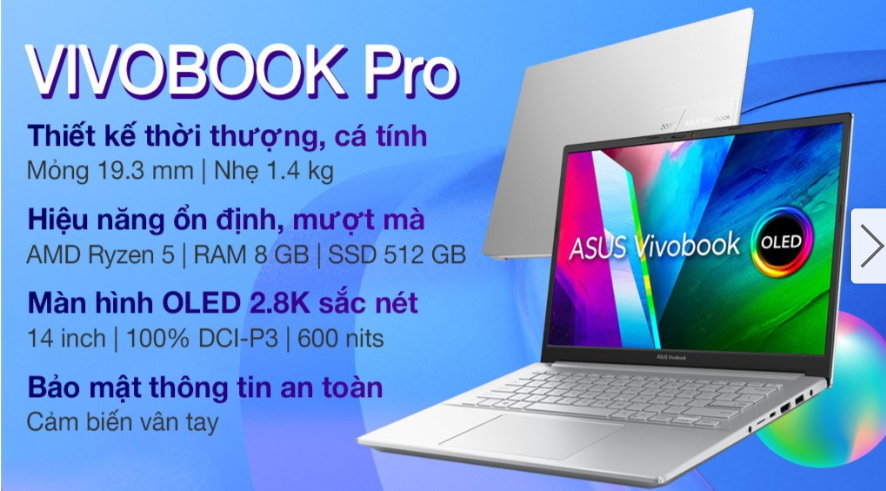 VIVOBOOK Pro
Thiết kế thời thượng, cá tính
Mỏng 19.3 mm | Nhẹ 1.4 kg
Hiệu năng ổn định, mượt mà
AMD Ryzen 5 | RAM 8 GB | SSD 512 GB
Màn hình OLED 2.8K sắc nét
14 inch | 100% DCI-P3 | 600 nits
Bảo mật thông tin an toàn
Cảm biến vân tay
ASUS Vivobook OLED
ASUS Vivobook